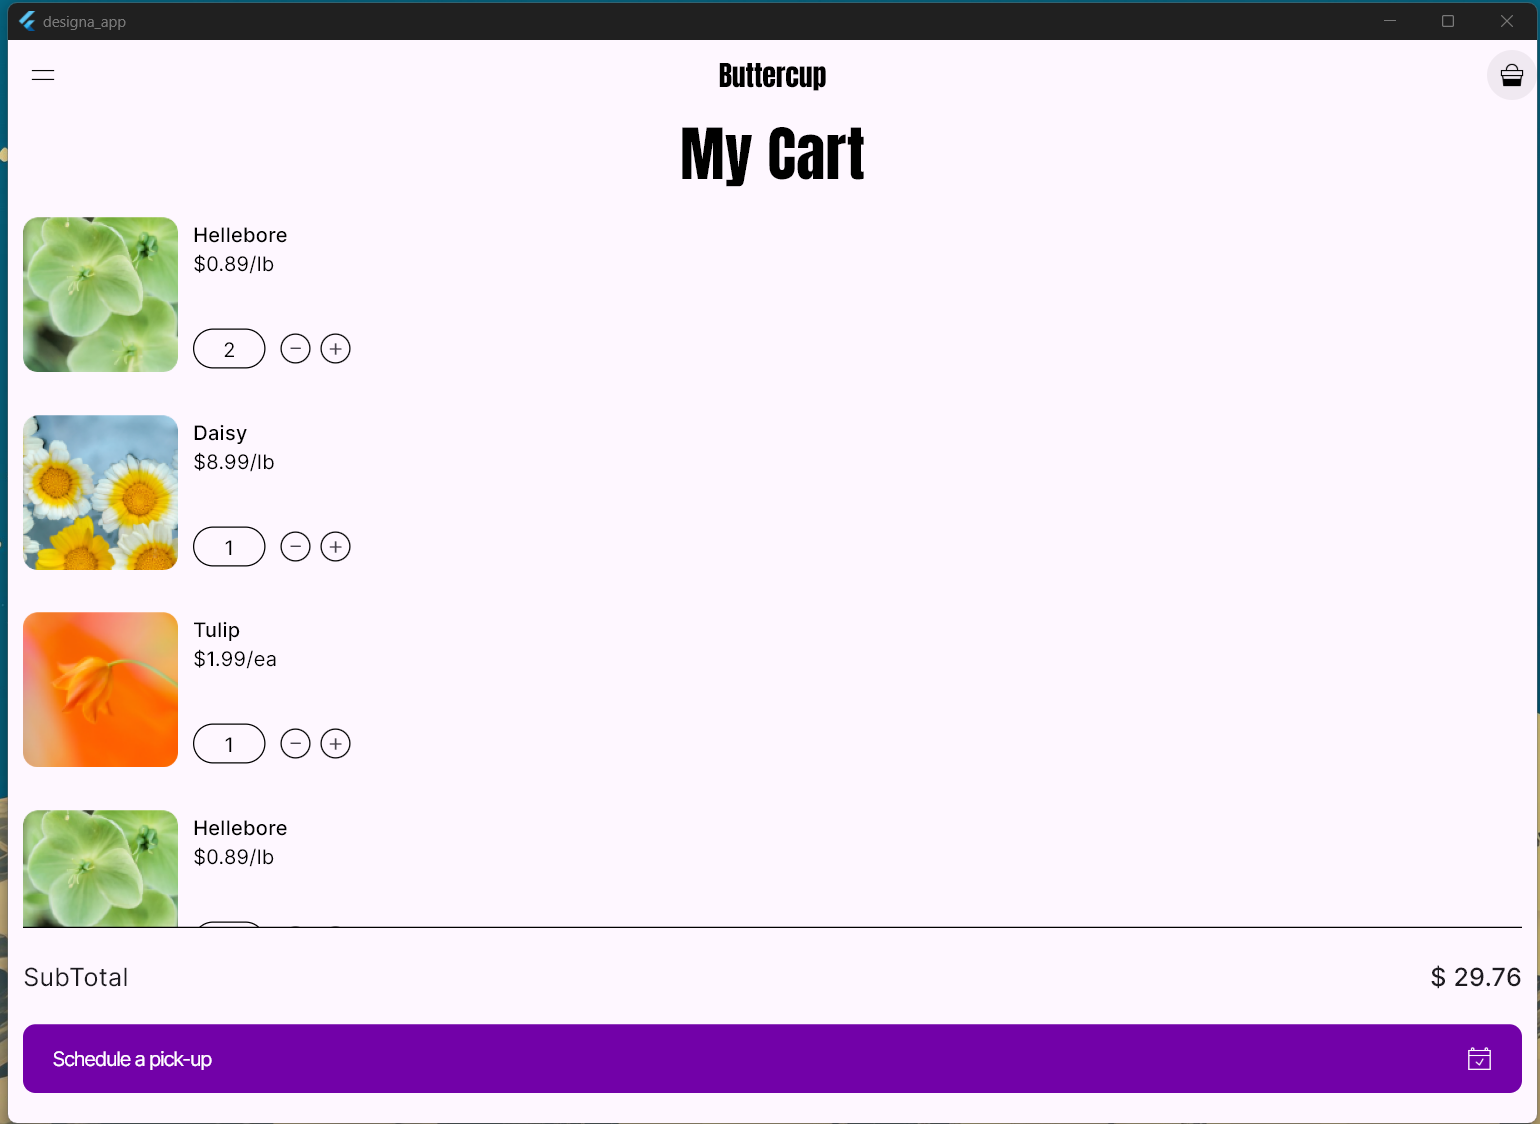 designa_app
Buttercup
My Cart
Hellebore
$0.89/lb
2
Daisy
$8.99/lb
1
Tulip
$1.99/ea
1
Hellebore
$0.89/lb
SubTotal
$ 29.76
Schedule a pick-up